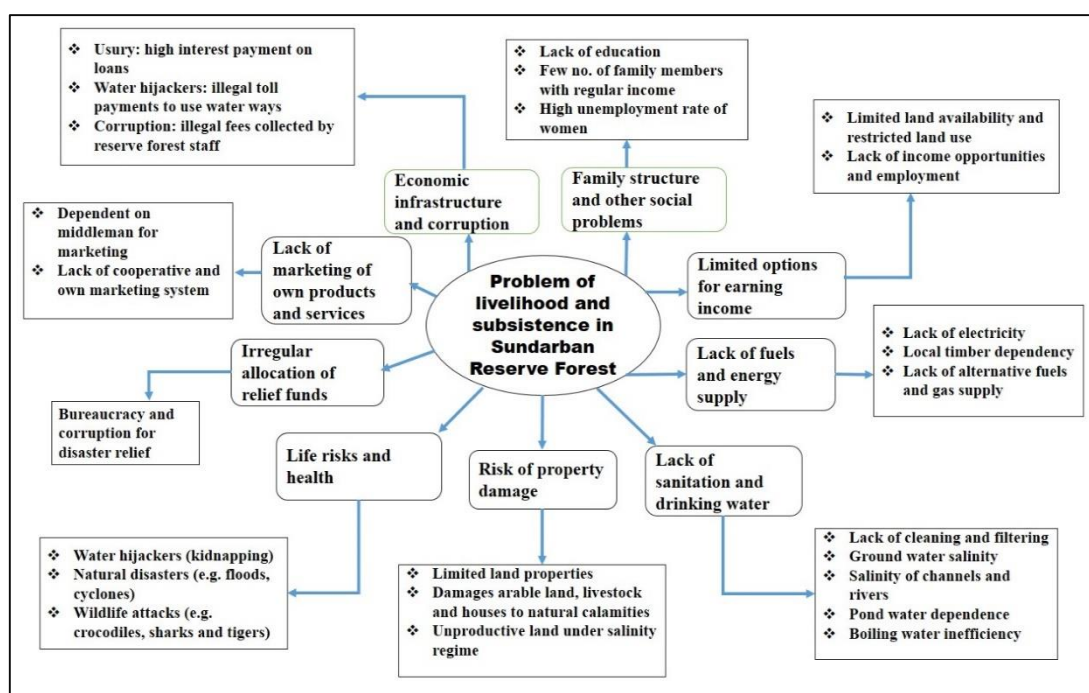 ❖ Usury: high interest payment on
loans
❖ Water hijackers: illegal toll
payments to use water ways
❖ Corruption: illegal fees collected by
reserve forest staff
❖ Lack of education
❖ Few no. of family members
with regular income
❖ High unemployment rate of
women
❖ Limited land availability and
restricted land use
❖ Lack of income opportunities
and employment
Economic
infrastructure
and corruption
Family structure
and other social
problems
❖ Dependent on
middleman for
marketing
❖ Lack of cooperative and
own marketing system
Lack of
marketing of
own products
and services
Limited options
for earning
income
Problem of
livelihood and
subsistence in
Sundarban
Reserve Forest
Irregular
allocation of
relief funds
Lack of fuels
and energy
supply
❖ Lack of electricity
❖ Local timber dependency
❖ Lack of alternative fuels
and gas supply
Bureaucracy and
corruption for
disaster relief
Life risks and
health
Risk of property
damage
Lack of
sanitation and
drinking water
❖ Water hijackers (kidnapping)
❖ Natural disasters (e.g. floods,
cyclones)
❖ Wildlife attacks (e.g.
crocodiles, sharks and tigers)
❖ Limited land properties
❖ Damages arable land, livestock
and houses to natural calamities
❖ Unproductive land under salinity
regime
❖ Lack of cleaning and filtering
❖ Ground water salinity
❖ Salinity of channels and
rivers
❖ Pond water dependence
❖ Boiling water inefficiency